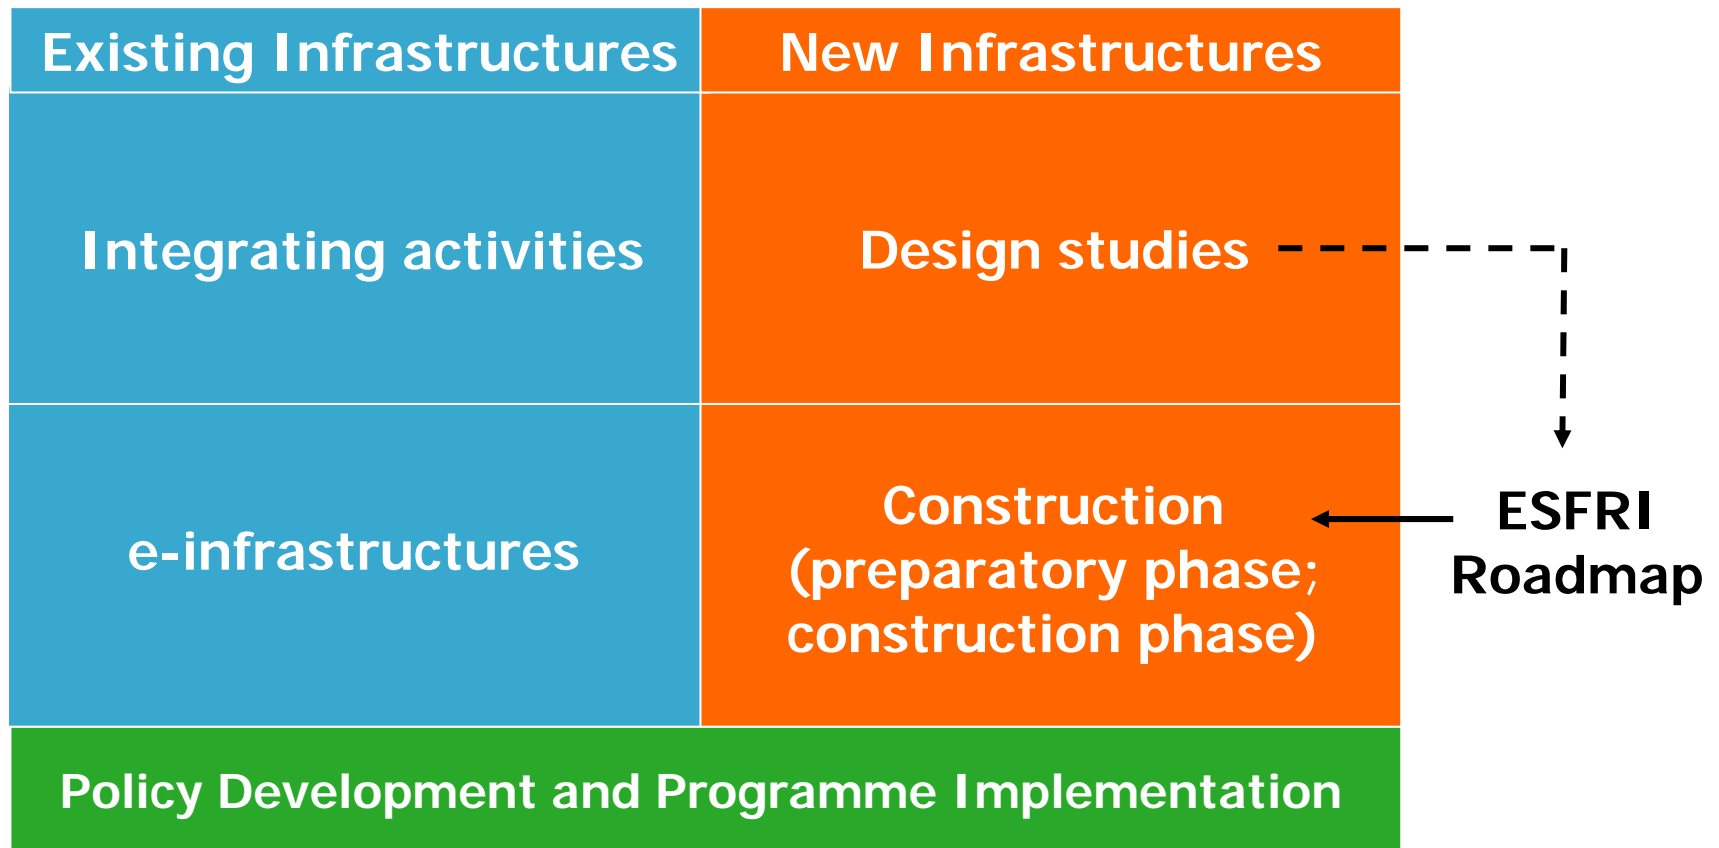 Existing Infrastructures
New Infrastructures
Integrating activities
Design studies
e-infrastructures
Construction
(preparatory phase;
construction phase)
ESFRI
Roadmap
Policy Development and Programme Implementation